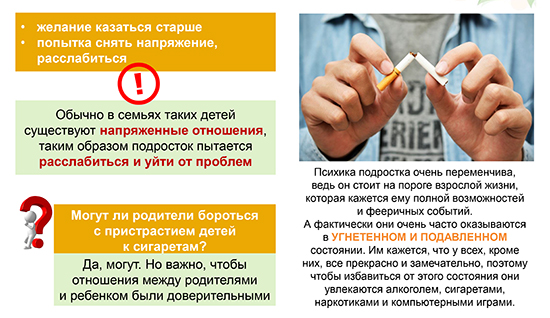 • желание казаться старше
• попытка снять напряжение,
расслабиться
!
Обычно в семьях таких детей
существуют напряженные отношения,
таким образом подросток пытается
расслабиться и уйти от проблем
?
Могут ли родители бороться
с пристрастием детей
к сигаретам?
Да, могут. Но важно, чтобы
отношения между родителями
и ребенком были доверительными
Психика подростка очень переменчива,
ведь он стоит на пороге взрослой жизни,
которая кажется ему полной возможностей
и фееричных событий.
А фактически они очень часто оказываются
в УГНЕТЕННОМ И ПОДАВЛЕННОМ
состоянии. Им кажется, что у всех, кроме
них, все прекрасно и замечательно, поэтому
чтобы избавиться от этого состояния они
увлекаются алкоголем, сигаретами,
наркотиками и компьютерными играми.